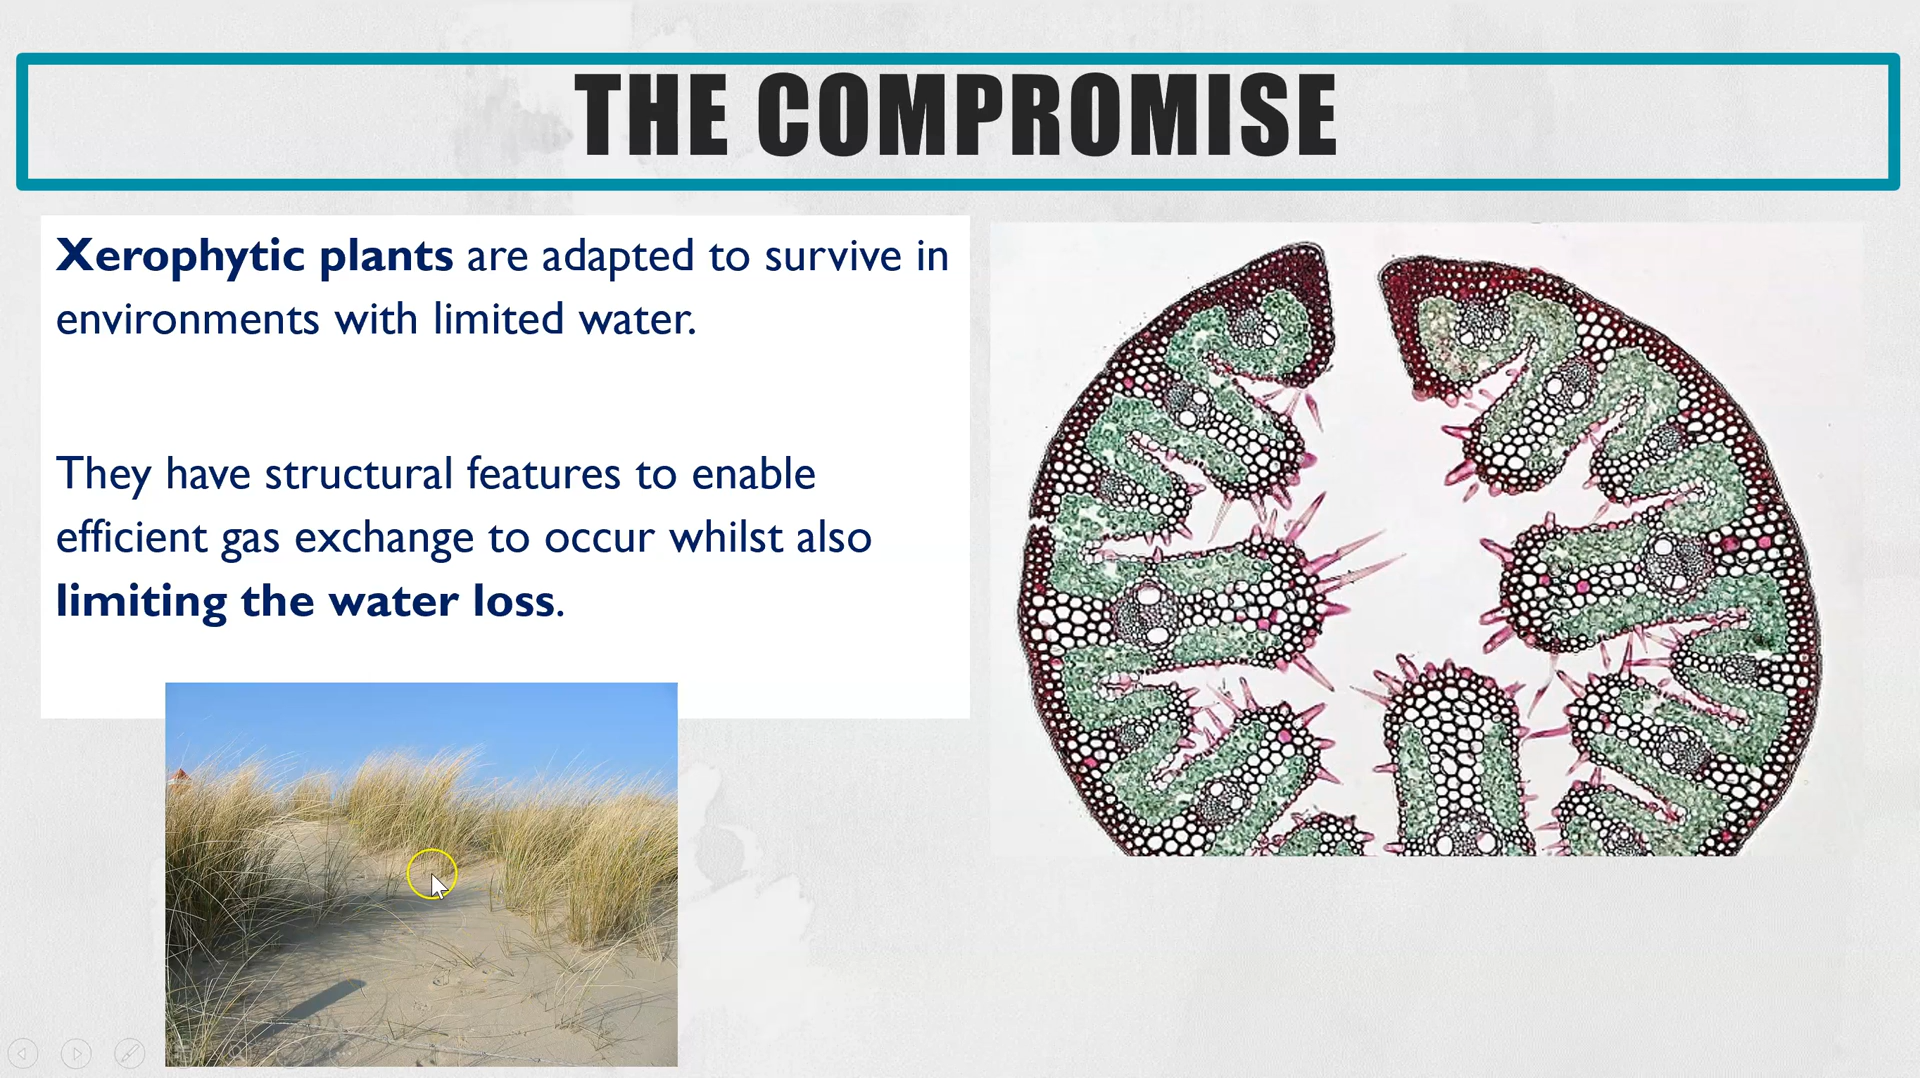 THE COMPROMISE
Xerophytic plants are adapted to survive in
environments with limited water.
They have structural features to enable
efficient gas exchange to occur whilst also
limiting the water loss.